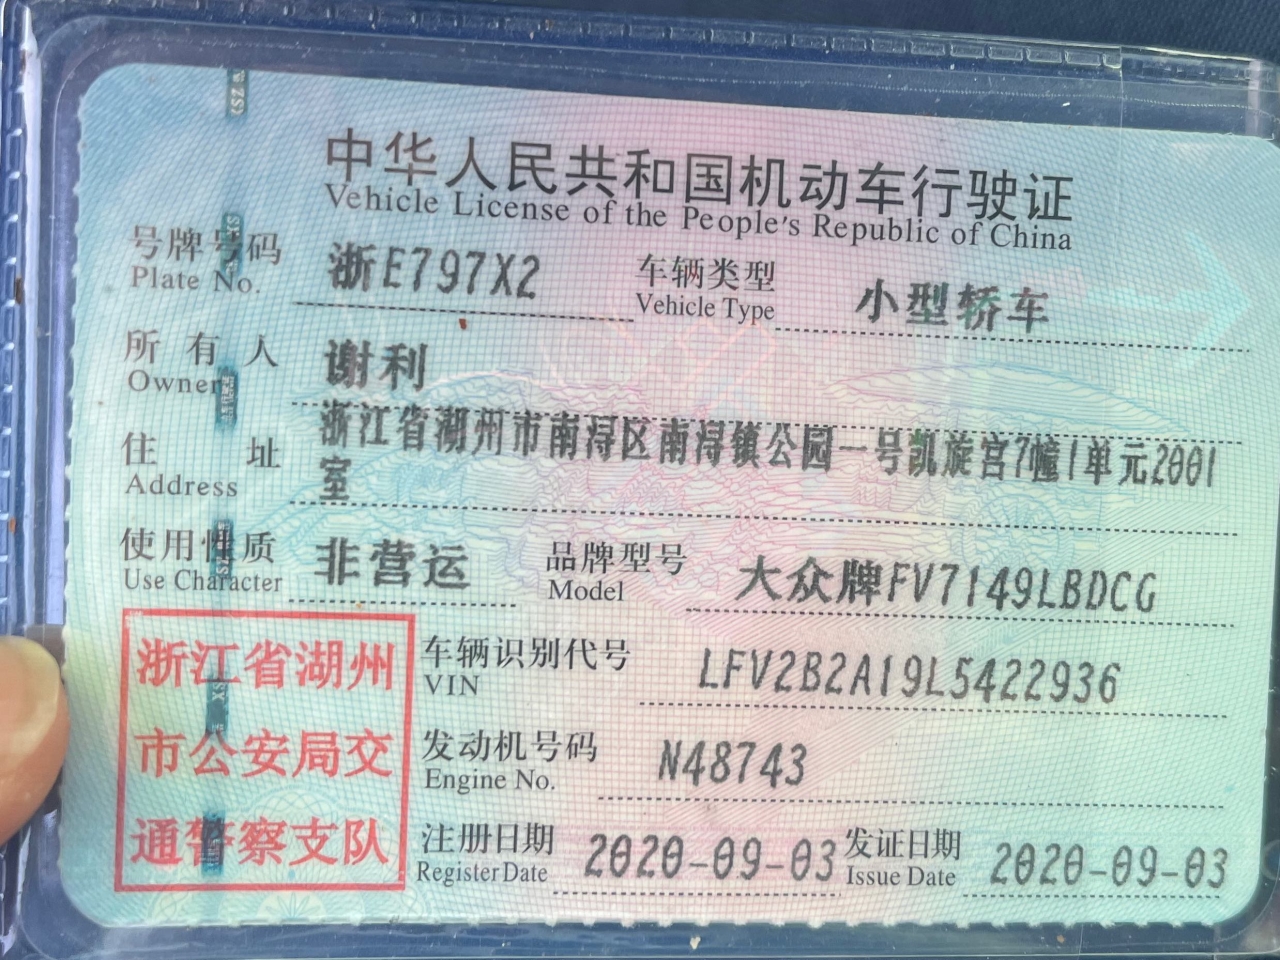 中华人民共和国机动车行驶证
Vehicle License of the People's Republic of China
号牌号码 浙E797X2 车辆类型 小型轿车
Plate No. Vehicle Type
所有人 谢利
Owner
住址 浙江省湖州市南浔区南浔镇公园一号凯旋宫7幢1单元2001
室
Address
使用性质 非营运 品牌型号 大众牌FV7149LBDCG
Use Character Model
浙江省湖州
市公安局交
通警察支队
车辆识别代号 LFV2B2A19L5422936
VIN
发动机号码 N48743
Engine No.
注册日期 2020-09-03 发证日期 2020-09-03
Register Date Issue Date